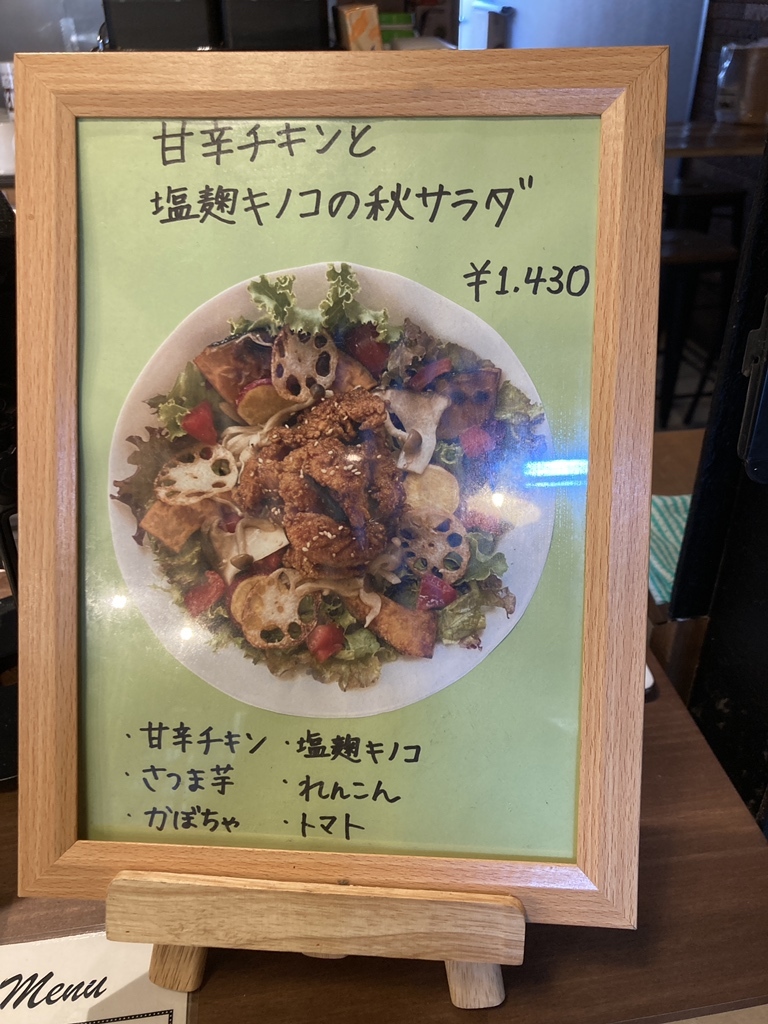 甘辛チキンと
塩麹キノコの秋サラダ
¥1.430
・甘辛チキン ・塩麹キノコ
・さつま芋 ・れんこん
・かぼちゃ ・トマト
Menu